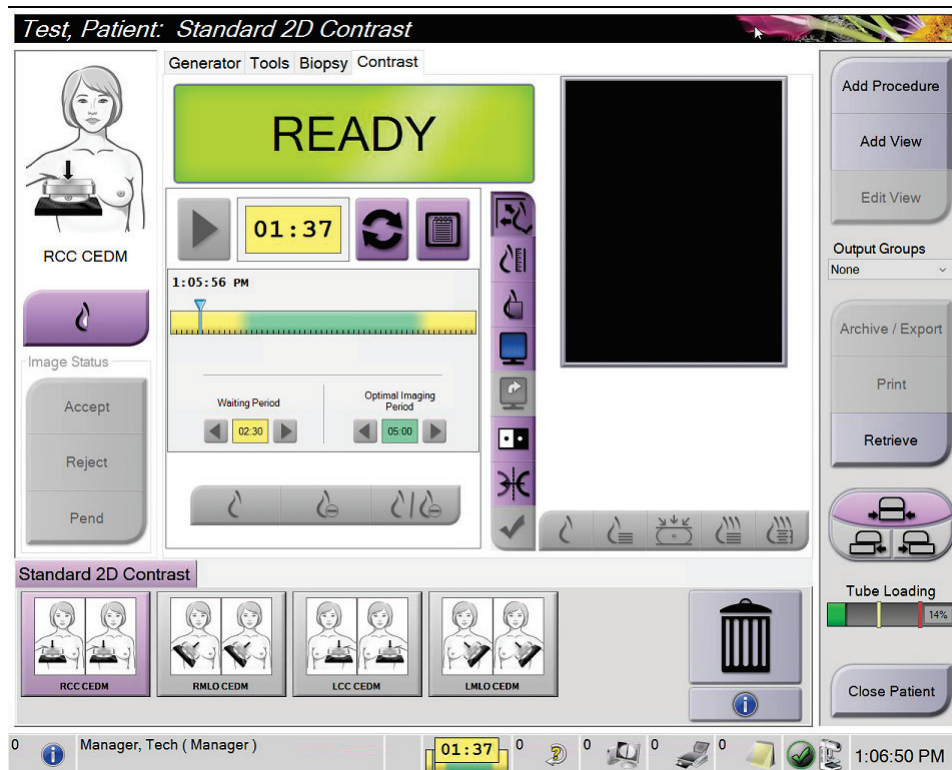 Test, Patient: Standard 2D Contrast
Generator Tools Biopsy Contrast
READY
RCC CEDM
01:37
1:05:56 PM
Waiting Period
02:30
Optimal Imaging
Period
05:00
Image Status
Accept
Reject
Pend
Add Procedure
Add View
Edit View
Output Groups
None
Archive / Export
Print
Retrieve
Tube Loading
14%
Close Patient
Standard 2D Contrast
RCC CEDM
RMLO CEDM
LCC CEDM
LMLO CEDM
0
Manager, Tech ( Manager )
01:37
0
0
0
0
1:06:50 PM